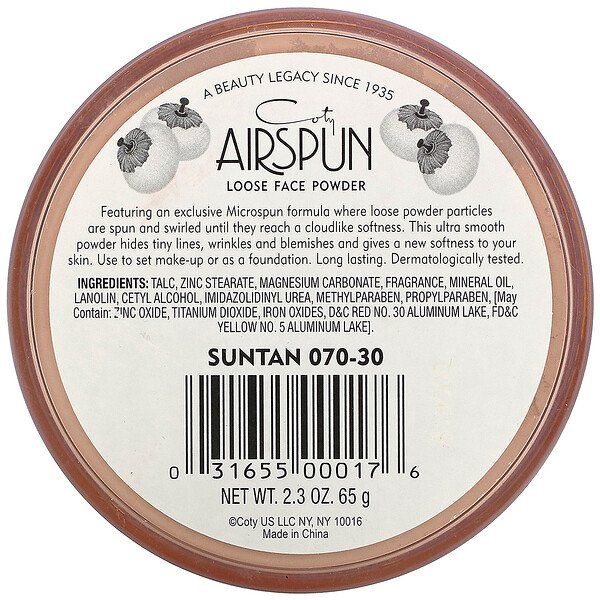 A BEAUTY LEGACY SINCE 1935
Coty
AIRSPUN
LOOSE FACE POWDER
Featuring an exclusive Microspun formula where loose powder particles
are spun and swirled until they reach a cloudlike softness. This ultra smooth
powder hides tiny lines, wrinkles and blemishes and gives a new softness to your
skin. Use to set make-up or as a foundation. Long lasting. Dermatologically tested.
INGREDIENTS: TALC, ZINC STEARATE, MAGNESIUM CARBONATE, FRAGRANCE, MINERAL OIL,
LANOLIN, CETYL ALCOHOL, IMIDAZOLIDINYL UREA, METHYLPARABEN, PROPYLPARABEN, [May
Contain: ZINC OXIDE, TITANIUM DIOXIDE, IRON OXIDES, D&C RED NO. 30 ALUMINUM LAKE, FD&C
YELLOW NO. 5 ALUMINUM LAKE].
SUNTAN 070-30
0 31655 00017 6
NET WT. 2.3 OZ. 65 g
©Coty US LLC NY, NY 10016
Made in China